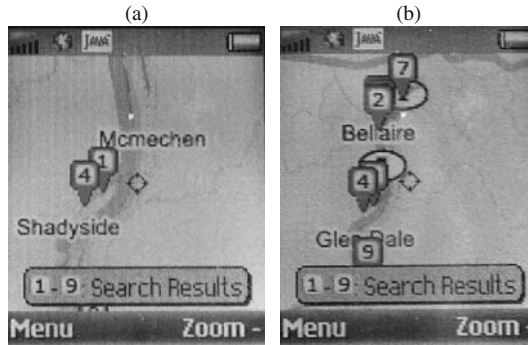 (a)
JAVA
Mcmechen
1
4
Shadyside
1 - 9: Search Results
Menu Zoom -
(b)
JAVA
7
2
Bellaire
4
Glen Dale
9
1 - 9: Search Results
Menu Zoom -